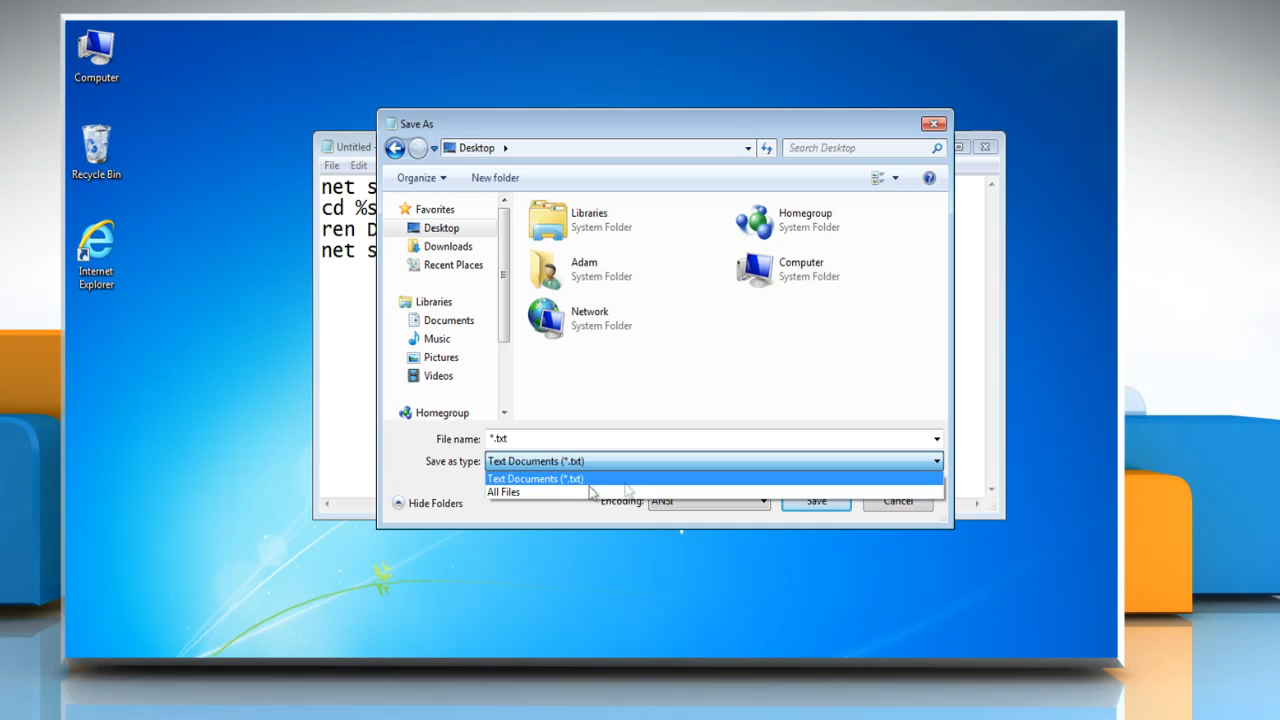 Computer
Recycle Bin
Internet
Explorer
Untitled -
File Edit
net s
cd %s
ren D
net s
Save As
Desktop
Search Desktop
Organize
New folder
Favorites
Desktop
Downloads
Recent Places
Libraries
Documents
Music
Pictures
Videos
Homegroup
Libraries
System Folder
Homegroup
System Folder
Adam
System Folder
Computer
System Folder
Network
System Folder
File name: *.txt
Save as type: Text Documents (*.txt)
Text Documents (*.txt)
All Files
Hide Folders
Encoding: ANSI
Save
Cancel